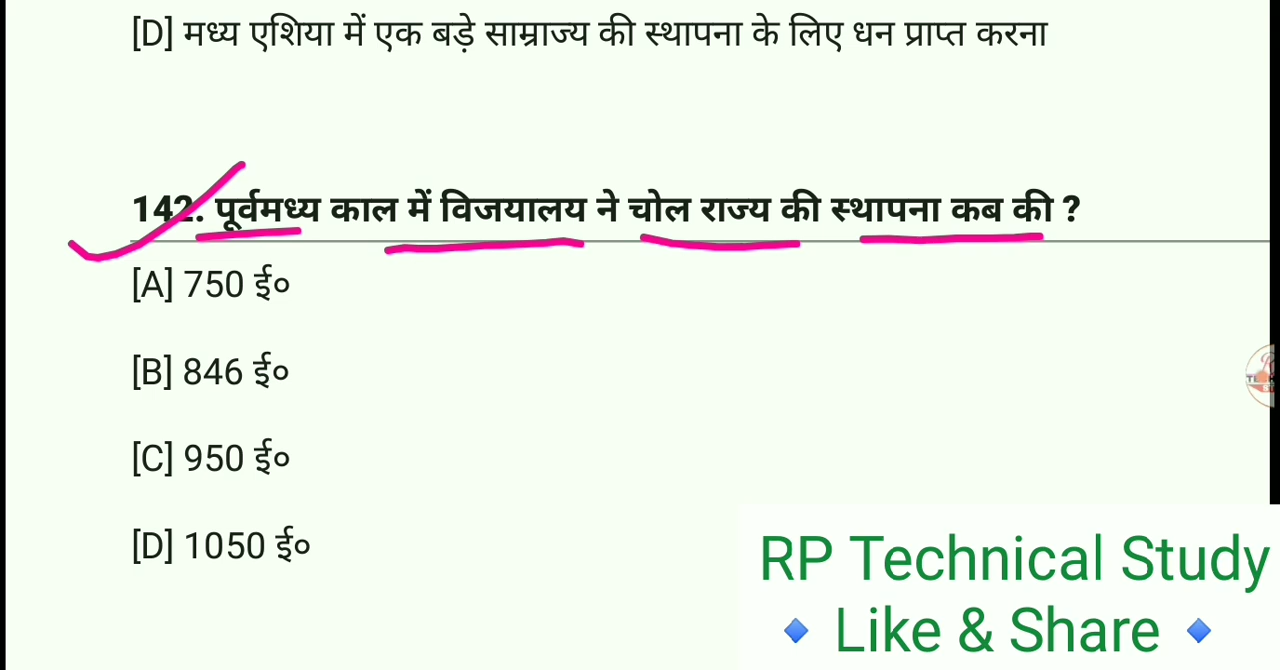 [D] मध्य एशिया में एक बड़े साम्राज्य की स्थापना के लिए धन प्राप्त करना
142. पूर्वमध्य काल में विजयालय ने चोल राज्य की स्थापना कब की ?
[A] 750 ई०
[B] 846 ई०
[C] 950 ई०
[D] 1050 ई०
RP Technical Study
🔹 Like & Share 🔹